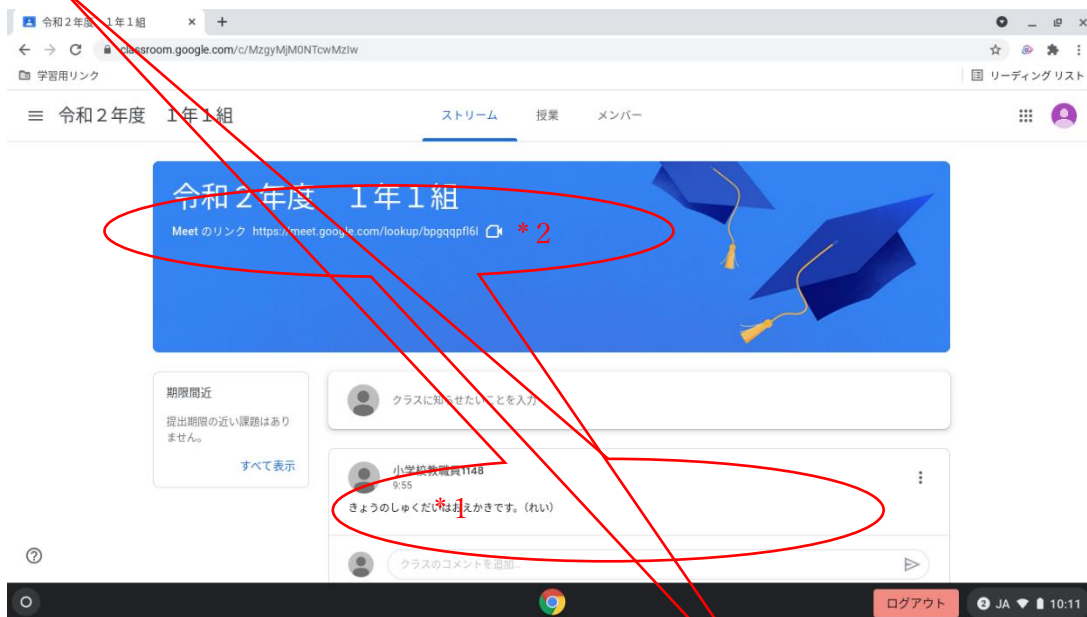 令和２年度　１年１組
classroom.google.com/c/MzgyMjM0NTcwMzIw
学習用リンク
リーディング リスト
令和２年度　１年１組
ストリーム
授業
メンバー
令和２年度　１年１組
Meet のリンク https://meet.google.com/lookup/bpgqqpfl6l
*２
期限間近
提出期限の近い課題はあり
ません。
すべて表示
クラスに知らせたいことを入力
小学校教職員1148
9:55
きょうのしゅくだいはおえかきです。（れい）
*１
クラスのコメントを追加…
ログアウト
2 JA 10:11